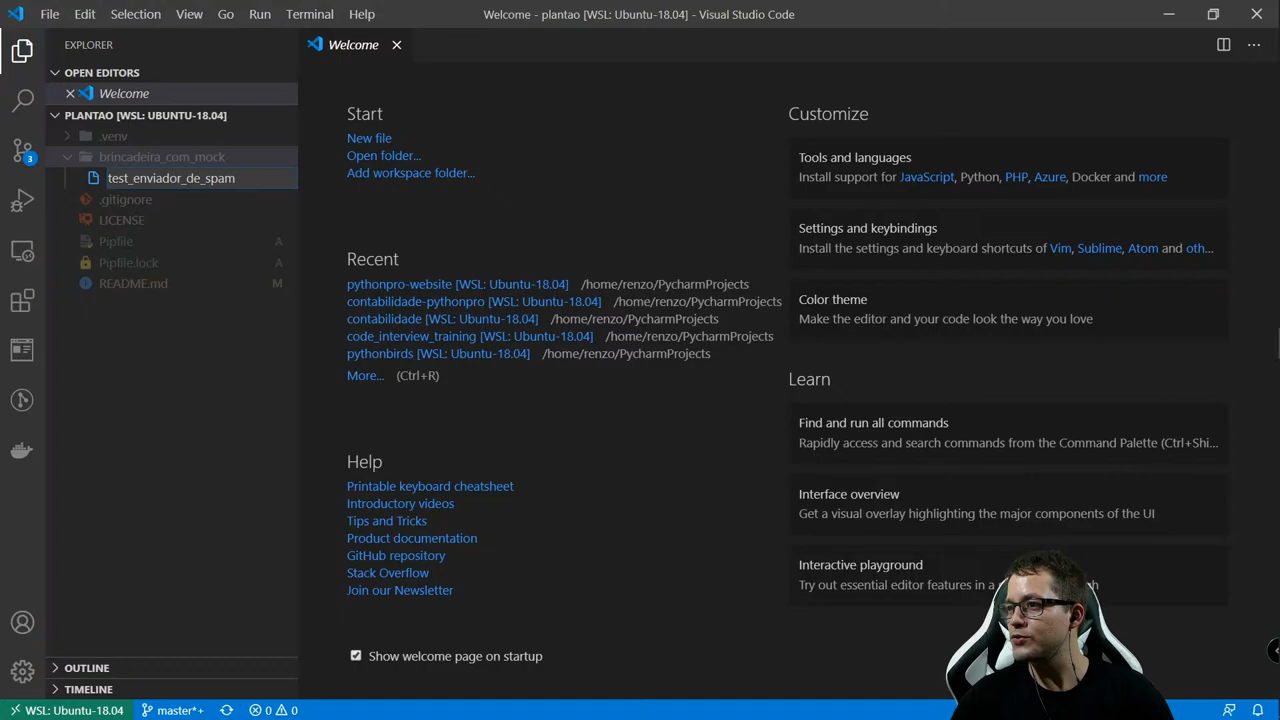 File Edit Selection View Go Run Terminal Help
Welcome - plantao [WSL: Ubuntu-18.04] - Visual Studio Code
EXPLORER
OPEN EDITORS
Welcome
PLANTAO [WSL: UBUNTU-18.04]
.venv
brincadeira_com_mock
test_enviador_de_spam
.gitignore
LICENSE
Pipfile A
Pipfile.lock A
README.md M
3
OUTLINE
TIMELINE
Welcome
Start
New file
Open folder...
Add workspace folder...
Recent
pythonpro-website [WSL: Ubuntu-18.04] /home/renzo/PycharmProjects
contabilidade-pythonpro [WSL: Ubuntu-18.04] /home/renzo/PycharmProjects
contabilidade [WSL: Ubuntu-18.04] /home/renzo/PycharmProjects
code_interview_training [WSL: Ubuntu-18.04] /home/renzo/PycharmProjects
pythonbirds [WSL: Ubuntu-18.04] /home/renzo/PycharmProjects
More... (Ctrl+R)
Help
Printable keyboard cheatsheet
Introductory videos
Tips and Tricks
Product documentation
GitHub repository
Stack Overflow
Join our Newsletter
Show welcome page on startup
Customize
Tools and languages
Install support for JavaScript, Python, PHP, Azure, Docker and more
Settings and keybindings
Install the settings and keyboard shortcuts of Vim, Sublime, Atom and oth...
Color theme
Make the editor and your code look the way you love
Learn
Find and run all commands
Rapidly access and search commands from the Command Palette (Ctrl+Shi...
Interface overview
Get a visual overlay highlighting the major components of the UI
Interactive playground
Try out essential editor features in a
WSL: Ubuntu-18.04 master*+ 0 0